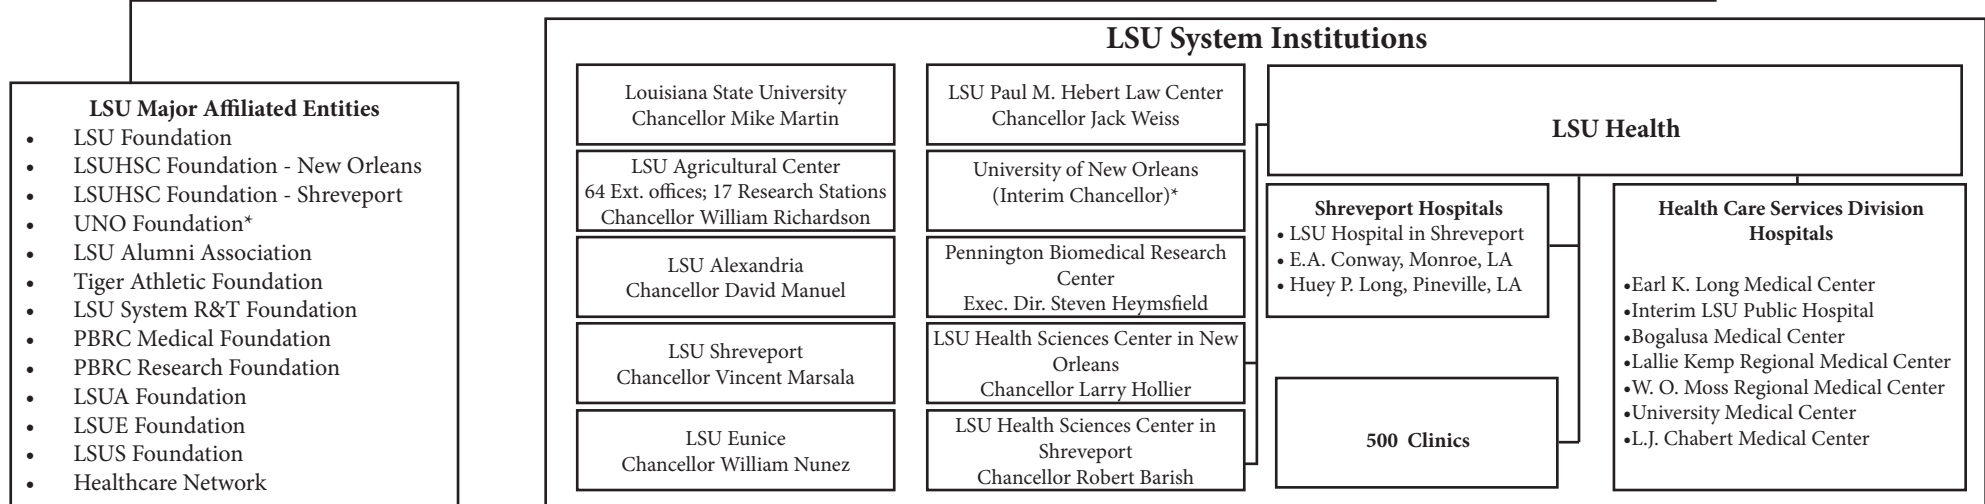 LSU System Institutions
LSU Major Affiliated Entities
• LSU Foundation
• LSUHSC Foundation - New Orleans
• LSUHSC Foundation - Shreveport
• UNO Foundation*
• LSU Alumni Association
• Tiger Athletic Foundation
• LSU System R&T Foundation
• PBRC Medical Foundation
• PBRC Research Foundation
• LSUA Foundation
• LSUE Foundation
• LSUS Foundation
• Healthcare Network
Louisiana State University
Chancellor Mike Martin
LSU Agricultural Center
64 Ext. offices; 17 Research Stations
Chancellor William Richardson
LSU Alexandria
Chancellor David Manuel
LSU Shreveport
Chancellor Vincent Marsala
LSU Eunice
Chancellor William Nunez
LSU Paul M. Hebert Law Center
Chancellor Jack Weiss
University of New Orleans
(Interim Chancellor)*
Pennington Biomedical Research
Center
Exec. Dir. Steven Heymsfield
LSU Health Sciences Center in New
Orleans
Chancellor Larry Hollier
LSU Health Sciences Center in
Shreveport
Chancellor Robert Barish
LSU Health
Shreveport Hospitals
• LSU Hospital in Shreveport
• E.A. Conway, Monroe, LA
• Huey P. Long, Pineville, LA
500 Clinics
Health Care Services Division
Hospitals
•Earl K. Long Medical Center
•Interim LSU Public Hospital
•Bogalusa Medical Center
•Lallie Kemp Regional Medical Center
•W. O. Moss Regional Medical Center
•University Medical Center
•L.J. Chabert Medical Center